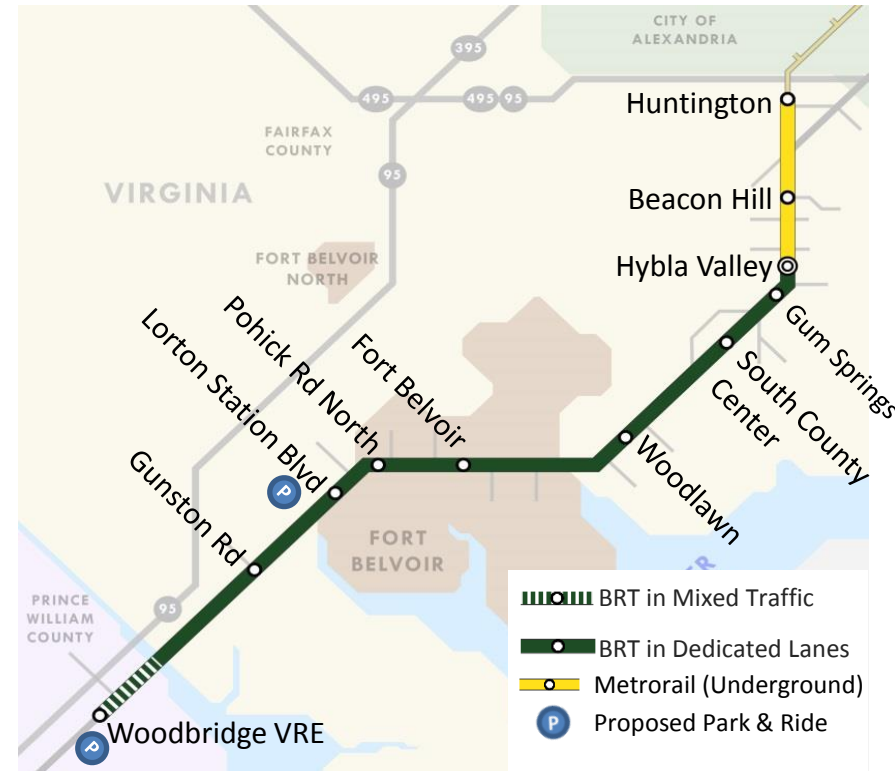 CITY OF
ALEXANDRIA
395
495
495
95
Huntington
FAIRFAX
COUNTY
95
VIRGINIA
Beacon Hill
FORT BELVOIR
NORTH
Hybla Valley
Gum Springs
South County
Center
Woodlawn
Fort Belvoir
Pohick Rd North
Lorton Station Blvd
P
Gunston Rd
FORT
BELVOIR
PRINCE
WILLIAM
COUNTY
95
Woodbridge VRE
P
BRT in Mixed Traffic
BRT in Dedicated Lanes
Metrorail (Underground)
P Proposed Park & Ride